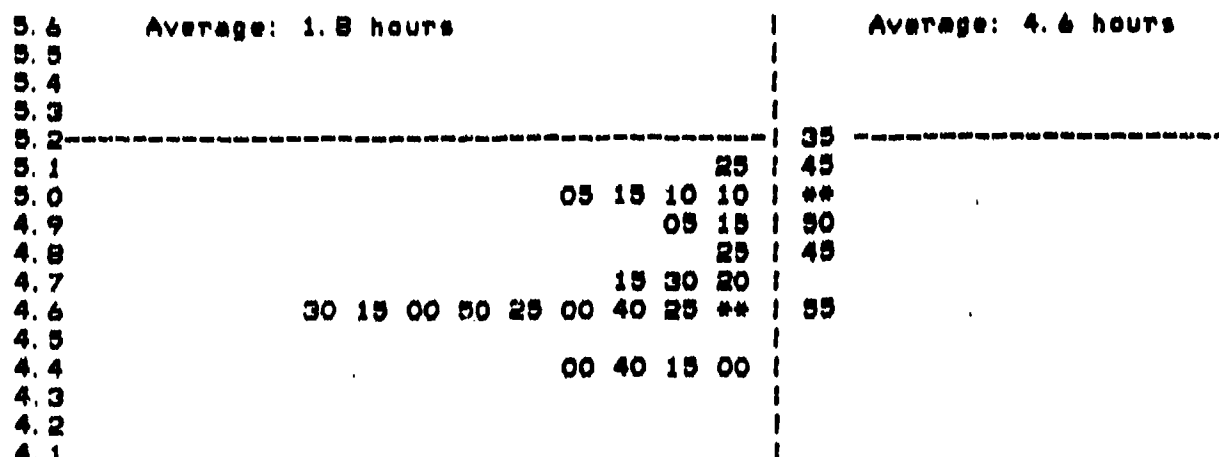 5.6 Average: 1.8 hours | Average: 4.6 hours
5.5 |
5.4 |
5.3 |
5.2------------------------------------------| 35 ----------------------
5.1 25 | 45
5.0 05 15 10 10 | **
4.9 05 15 | 50
4.8 25 | 45
4.7 15 30 20 |
4.6 30 15 00 50 25 00 40 25 ** | 55
4.5 |
4.4 00 40 15 00 |
4.3 |
4.2 |
4.1 |